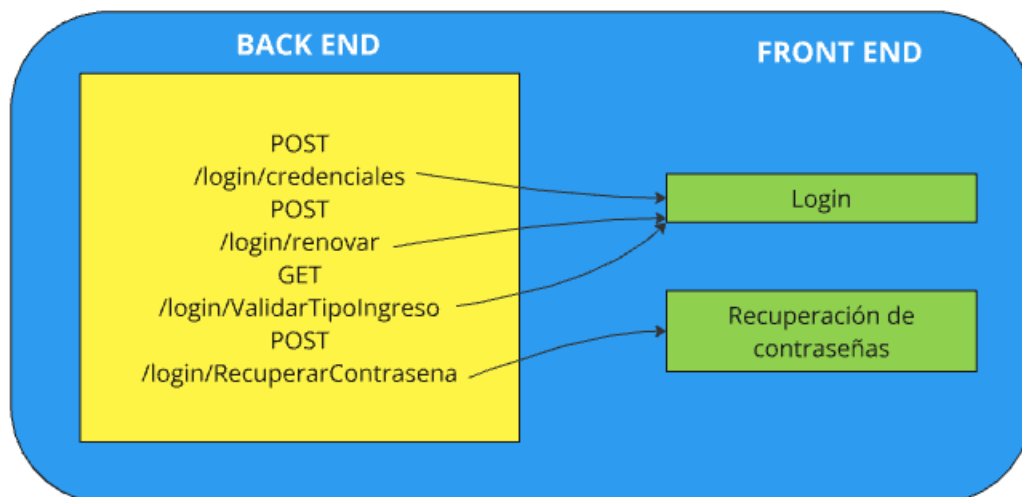 BACK END
FRONT END
POST
/login/credenciales
POST
/login/renovar
GET
/login/ValidarTipoIngreso
POST
/login/RecuperarContrasena
Login
Recuperación de
contraseñas